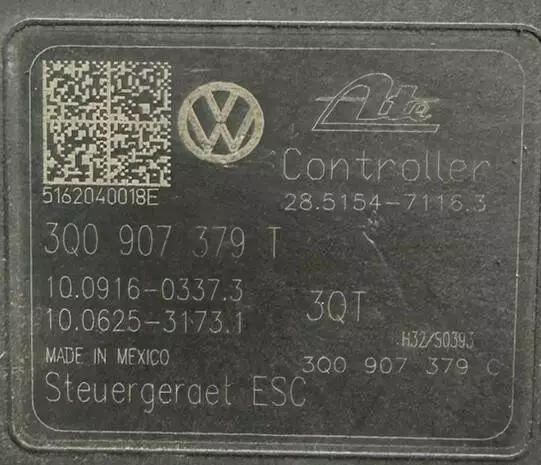 Ate
Controller
28.5154-7116.3
5162040018E
3Q0 907 379 T
10.0916-0337.3
10.0625-3173.1
3QT
H32/S0393
MADE IN MEXICO
3Q0 907 379 C
Steuergeraet ESC